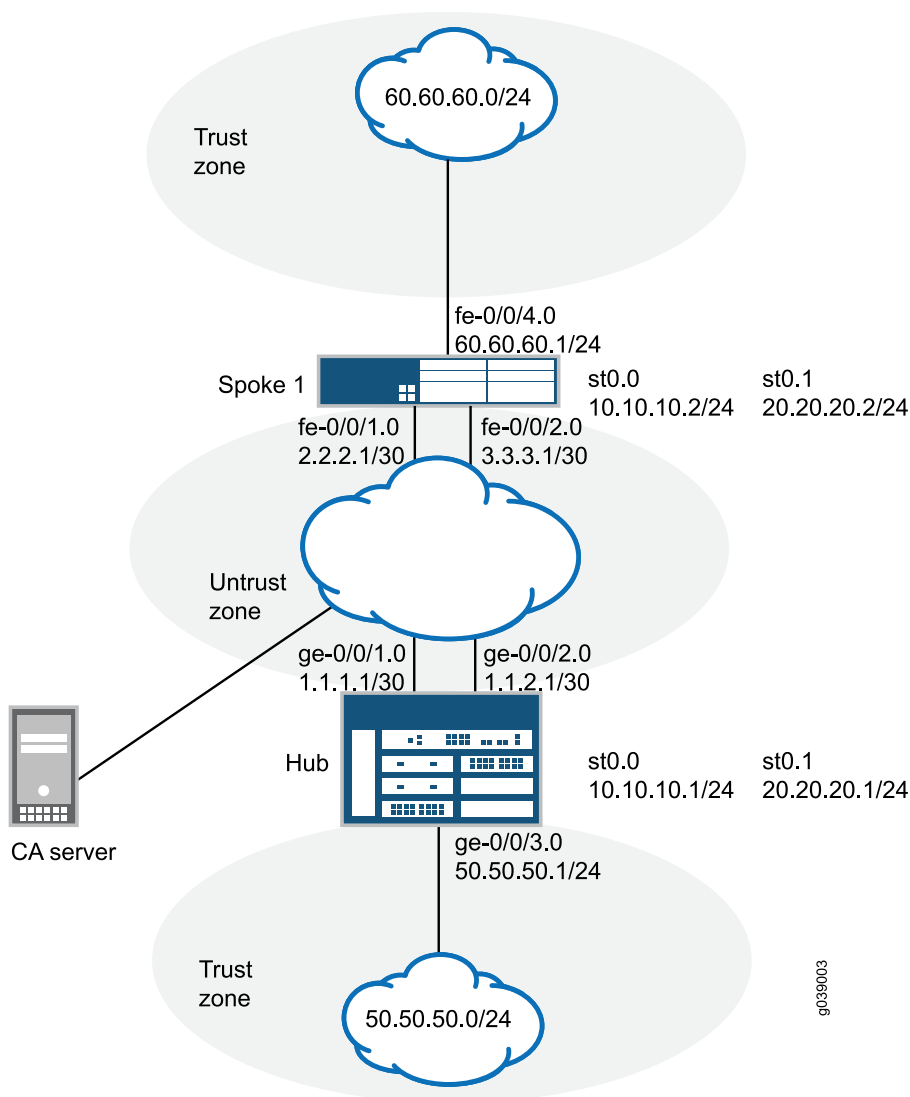 60.60.60.0/24
Trust
zone
fe-0/0/4.0
60.60.60.1/24
Spoke 1
st0.0
10.10.10.2/24
st0.1
20.20.20.2/24
fe-0/0/1.0
2.2.2.1/30
fe-0/0/2.0
3.3.3.1/30
Untrust
zone
ge-0/0/1.0
1.1.1.1/30
ge-0/0/2.0
1.1.2.1/30
Hub
st0.0
10.10.10.1/24
st0.1
20.20.20.1/24
CA server
ge-0/0/3.0
50.50.50.1/24
Trust
zone
50.50.50.0/24
g039003